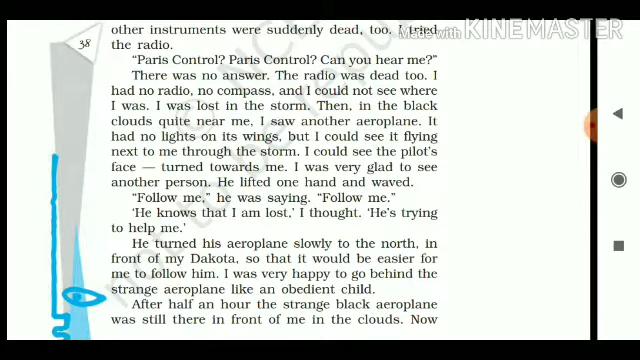 other instruments were suddenly dead, too. I tried
Made with KINEMASTER
38
the radio.
“Paris Control? Paris Control? Can you hear me?”
There was no answer. The radio was dead too. I
had no radio, no compass, and I could not see where
I was. I was lost in the storm. Then, in the black
clouds quite near me, I saw another aeroplane. It
had no lights on its wings, but I could see it flying
next to me through the storm. I could see the pilot’s
face — turned towards me. I was very glad to see
another person. He lifted one hand and waved.
“Follow me,” he was saying. “Follow me.”
‘He knows that I am lost,’ I thought. ‘He’s trying
to help me.’
He turned his aeroplane slowly to the north, in
front of my Dakota, so that it would be easier for
me to follow him. I was very happy to go behind the
strange aeroplane like an obedient child.
After half an hour the strange black aeroplane
was still there in front of me in the clouds. Now
not to be republ